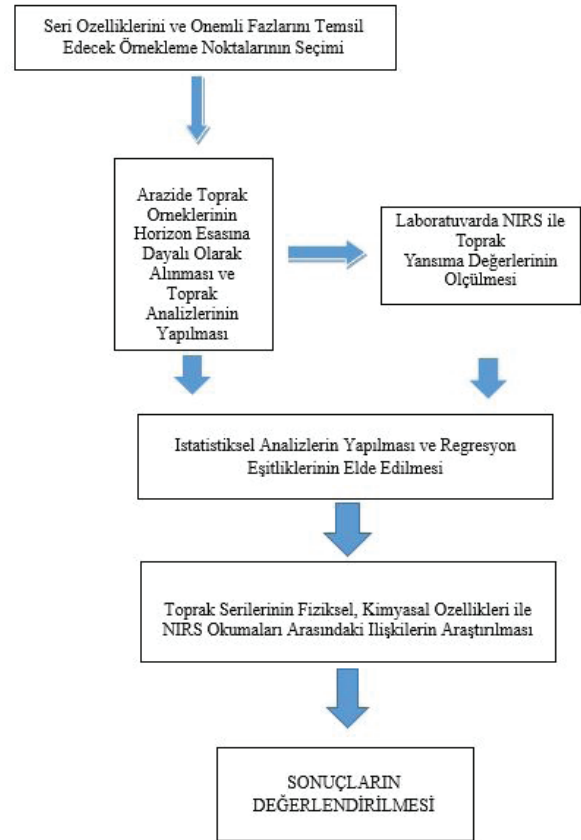 Seri Ozelliklerini ve Onemli Fazlarını Temsil
Edecek Örnekleme Noktalarının Seçimi
Arazide Toprak
Orneklerinin
Horizon Esasına
Dayalı Olarak
Alınması ve
Toprak
Analizlerinin
Yapılması
Laboratuvarda NIRS ile
Toprak
Yansıma Değerlerinin
Olçülmesi
Istatistiksel Analizlerin Yapılması ve Regresyon
Eşitliklerinin Elde Edilmesi
Toprak Serilerinin Fiziksel, Kimyasal Ozellikleri ile
NIRS Okumaları Arasındaki Ilişkilerin Araştırılması
SONUÇLARIN
DEĞERLENDİRİLMESİ